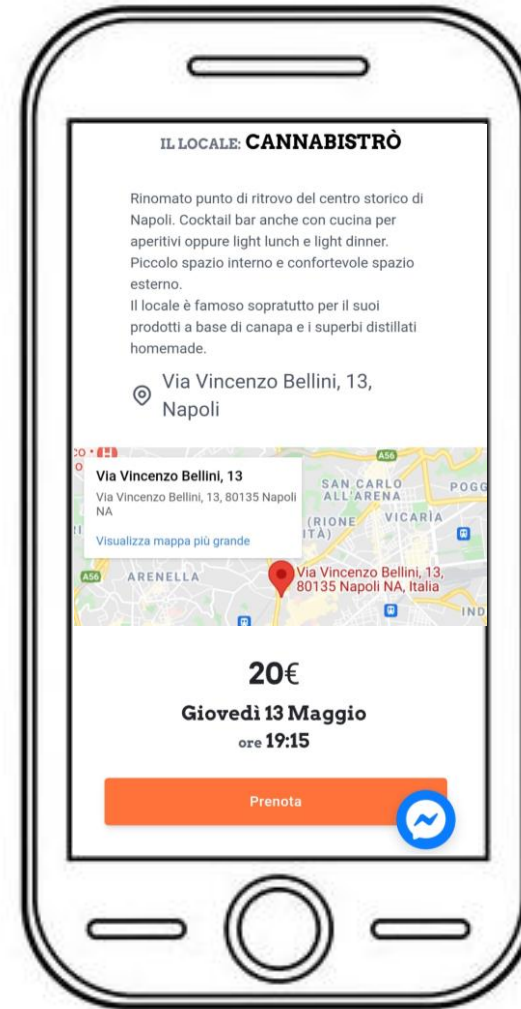 IL LOCALE: CANNABISTRÒ
Rinomato punto di ritrovo del centro storico di
Napoli. Cocktail bar anche con cucina per
aperitivi oppure light lunch e light dinner.
Piccolo spazio interno e confortevole spazio
esterno.
Il locale è famoso sopratutto per il suoi
prodotti a base di canapa e i superbi distillati
homemade.
Via Vincenzo Bellini, 13,
Napoli
Via Vincenzo Bellini, 13
Via Vincenzo Bellini, 13, 80135 Napoli
NA
Visualizza mappa più grande
A56
SAN CARLO
ALL'ARENA
POGG
(RIONE
ITÀ)
VICARÌA
A56
ARENELLA
Via Vincenzo Bellini, 13,
80135 Napoli NA, Italia
IND
20€
Giovedì 13 Maggio
ore 19:15
Prenota